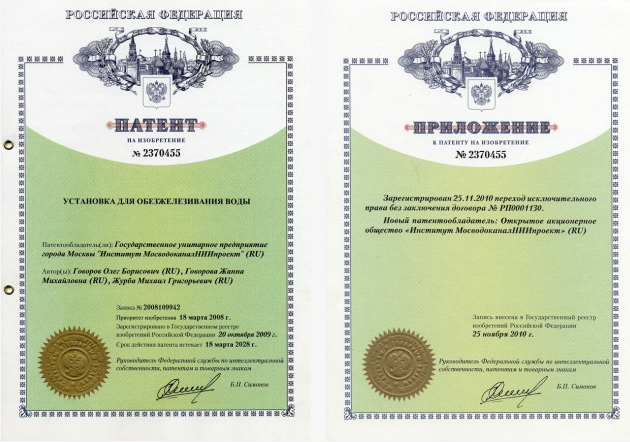 РОССИЙСКАЯ ФЕДЕРАЦИЯ
ПАТЕНТ
НА ИЗОБРЕТЕНИЕ
№ 2370455
УСТАНОВКА ДЛЯ ОБЕЗЖЕЛЕЗИВАНИЯ ВОДЫ
Патентообладатель(ли): Государственное унитарное предприятие
города Москвы "Институт МосводоканалНИИпроект" (RU)
Автор(ы): Говоров Олег Борисович (RU), Говорова Жанна
Михайловна (RU), Журба Михаил Григорьевич (RU)
Заявка № 2008109942
Приоритет изобретения 18 марта 2008 г.
Зарегистрировано в Государственном реестре
изобретений Российской Федерации 20 октября 2009 г.
Срок действия патента истекает 18 марта 2028 г.
Руководитель Федеральной службы по интеллектуальной
собственности, патентам и товарным знакам
Б.П. Симонов
РОССИЙСКАЯ ФЕДЕРАЦИЯ
ПРИЛОЖЕНИЕ
К ПАТЕНТУ НА ИЗОБРЕТЕНИЕ
№ 2370455
Зарегистрирован 25.11.2010 переход исключительного
права без заключения договора № РП0001130.
Новый патентообладатель: Открытое акционерное
общество «Институт МосводоканалНИИпроект» (RU)
Запись внесена в Государственный реестр
изобретений Российской Федерации
25 ноября 2010 г.
Руководитель Федеральной службы по интеллектуальной
собственности, патентам и товарным знакам
Б.П. Симонов